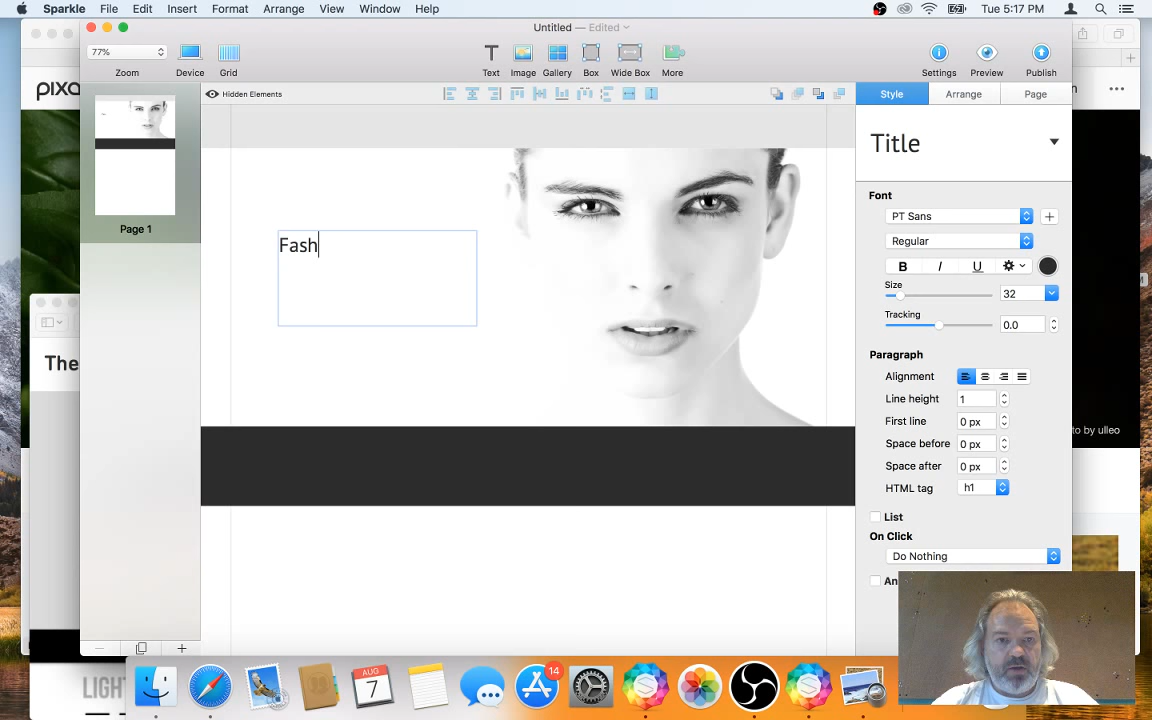 Sparkle File Edit Insert Format Arrange View Window Help
Tue 5:17 PM
Untitled — Edited
77%
Zoom
Device
Grid
Text
Image
Gallery
Box
Wide Box
More
Settings
Preview
Publish
Hidden Elements
Style
Arrange
Page
Title
Page 1
Fash
Font
PT Sans
Regular
B I U
Size
32
Tracking
0.0
Paragraph
Alignment
Line height 1
First line 0 px
Space before 0 px
Space after 0 px
HTML tag h1
List
On Click
Do Nothing
An
The
to by ulleo
LIGHT
14
AUG
7